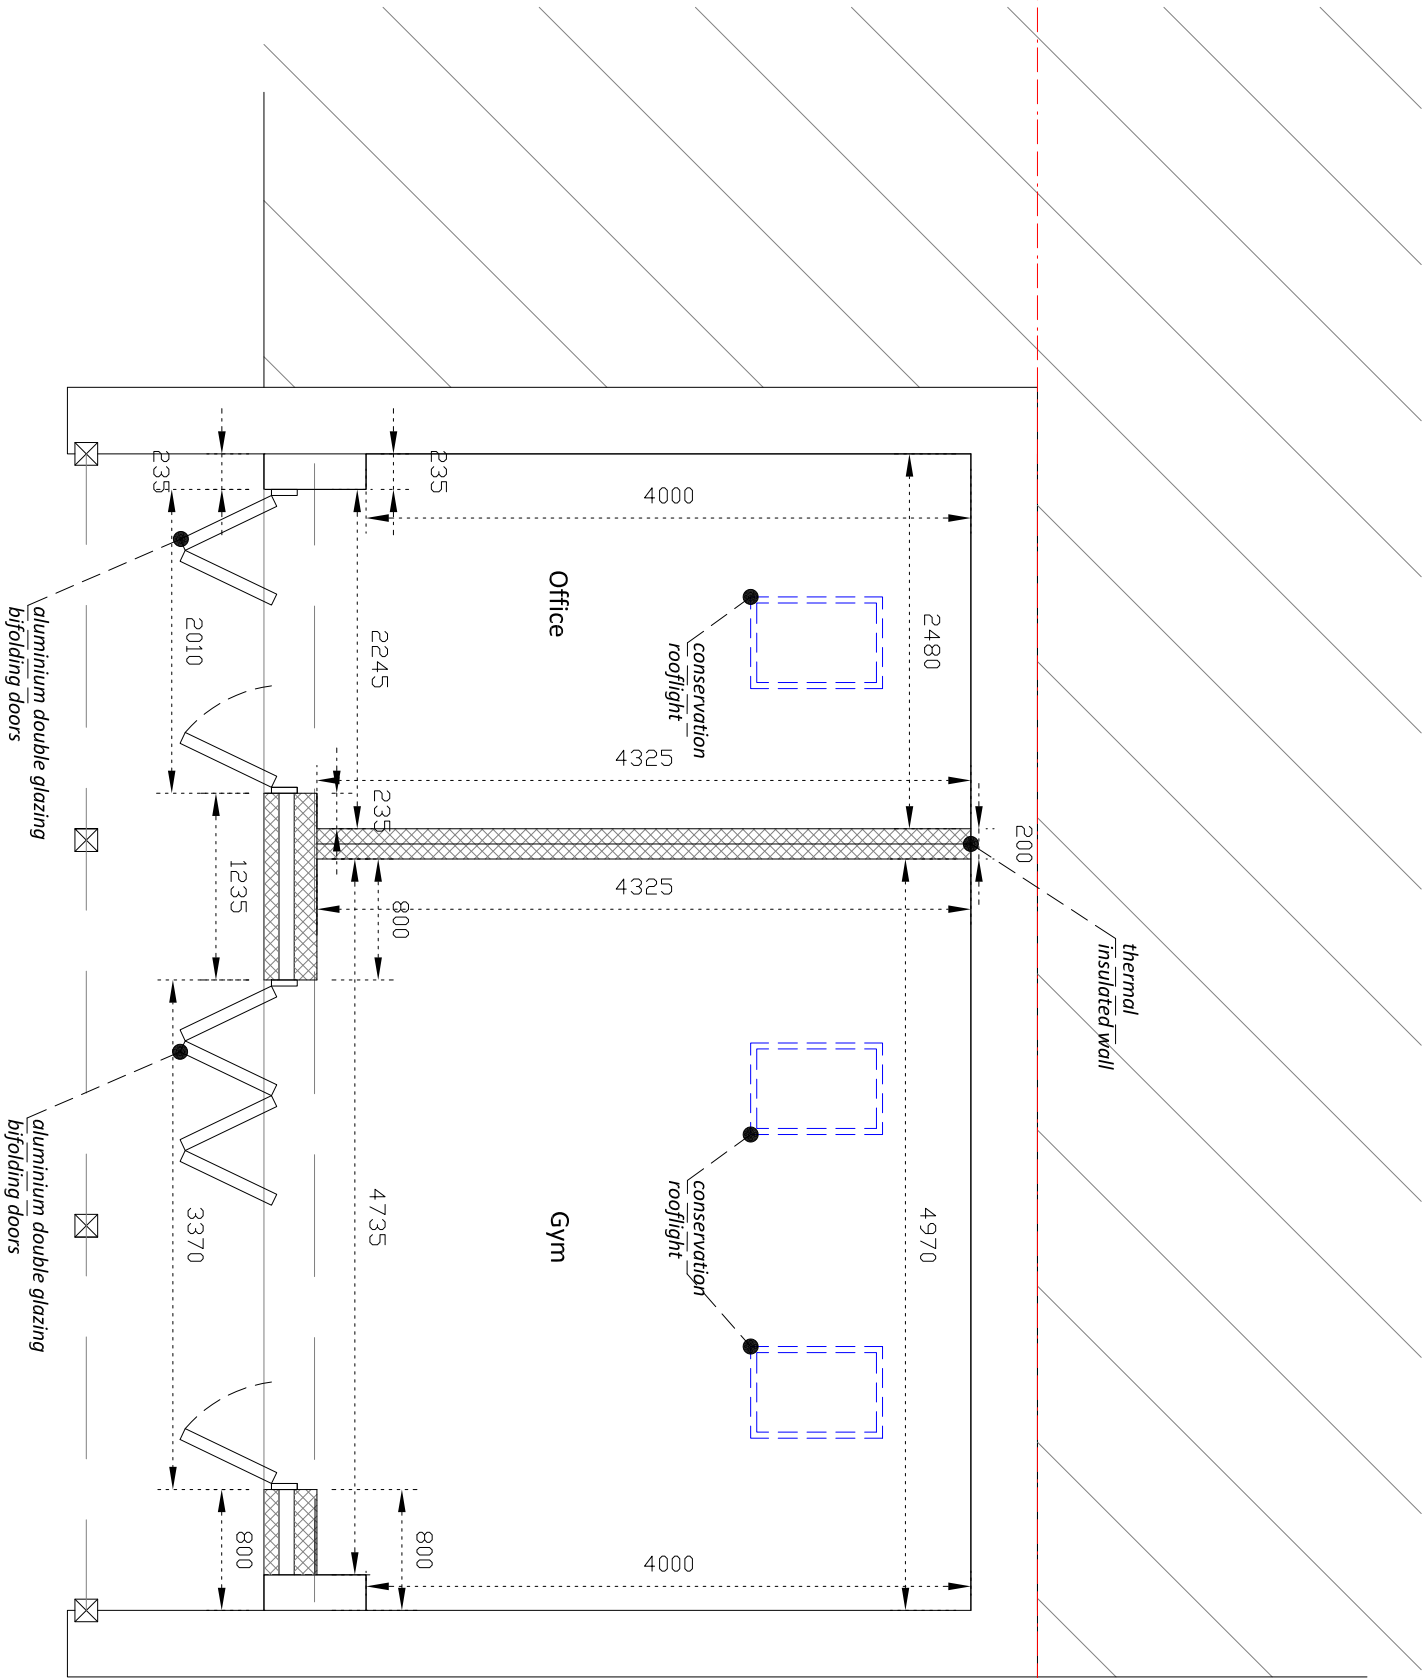 thermal
insulated wall
200
2480
4970
4325
4325
4000
4000
conservation
rooflight
conservation
rooflight
Office
Gym
235
2245
235
800
4735
800
235
2010
1235
3370
800
aluminium double glazing
bifolding doors
aluminium double glazing
bifolding doors